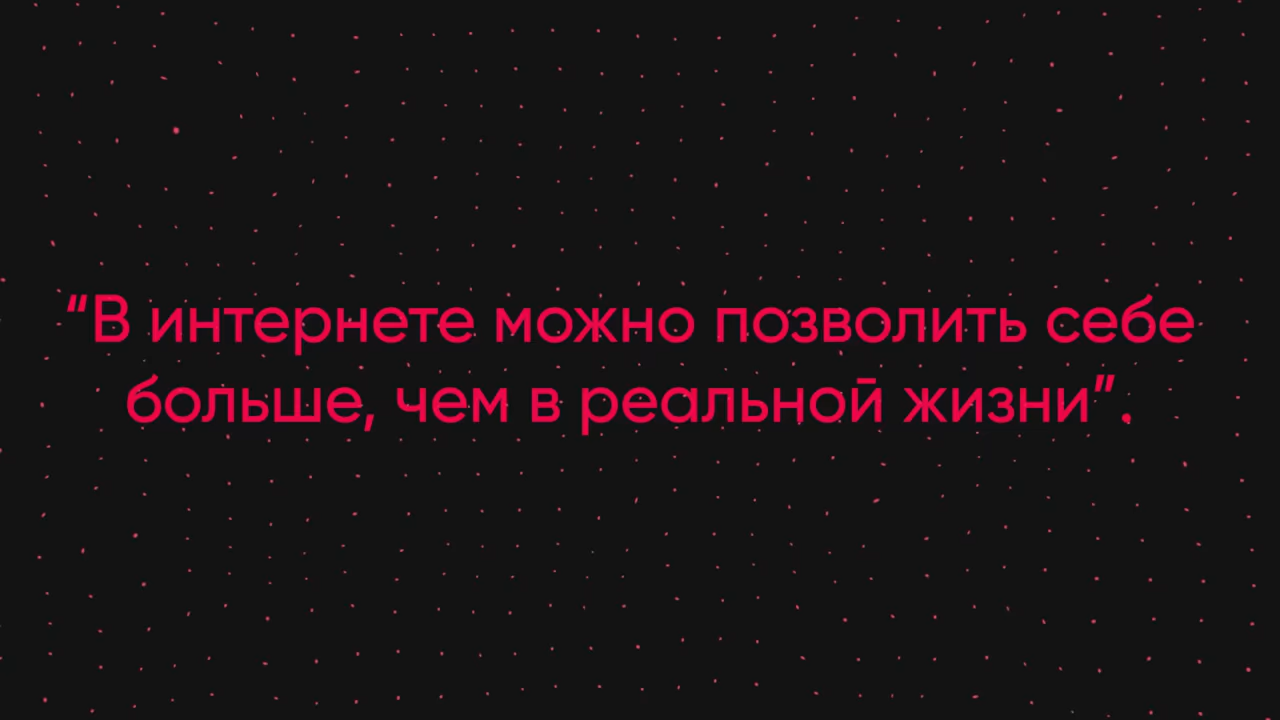 “В интернете можно позволить себе
больше, чем в реальной жизни”.